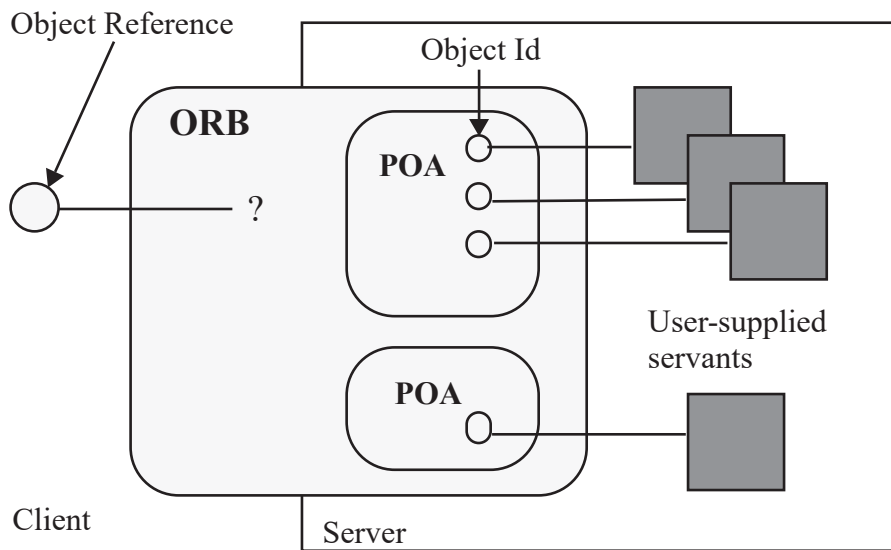 Object Reference
Object Id
ORB
POA
?
User-supplied
servants
POA
Client
Server